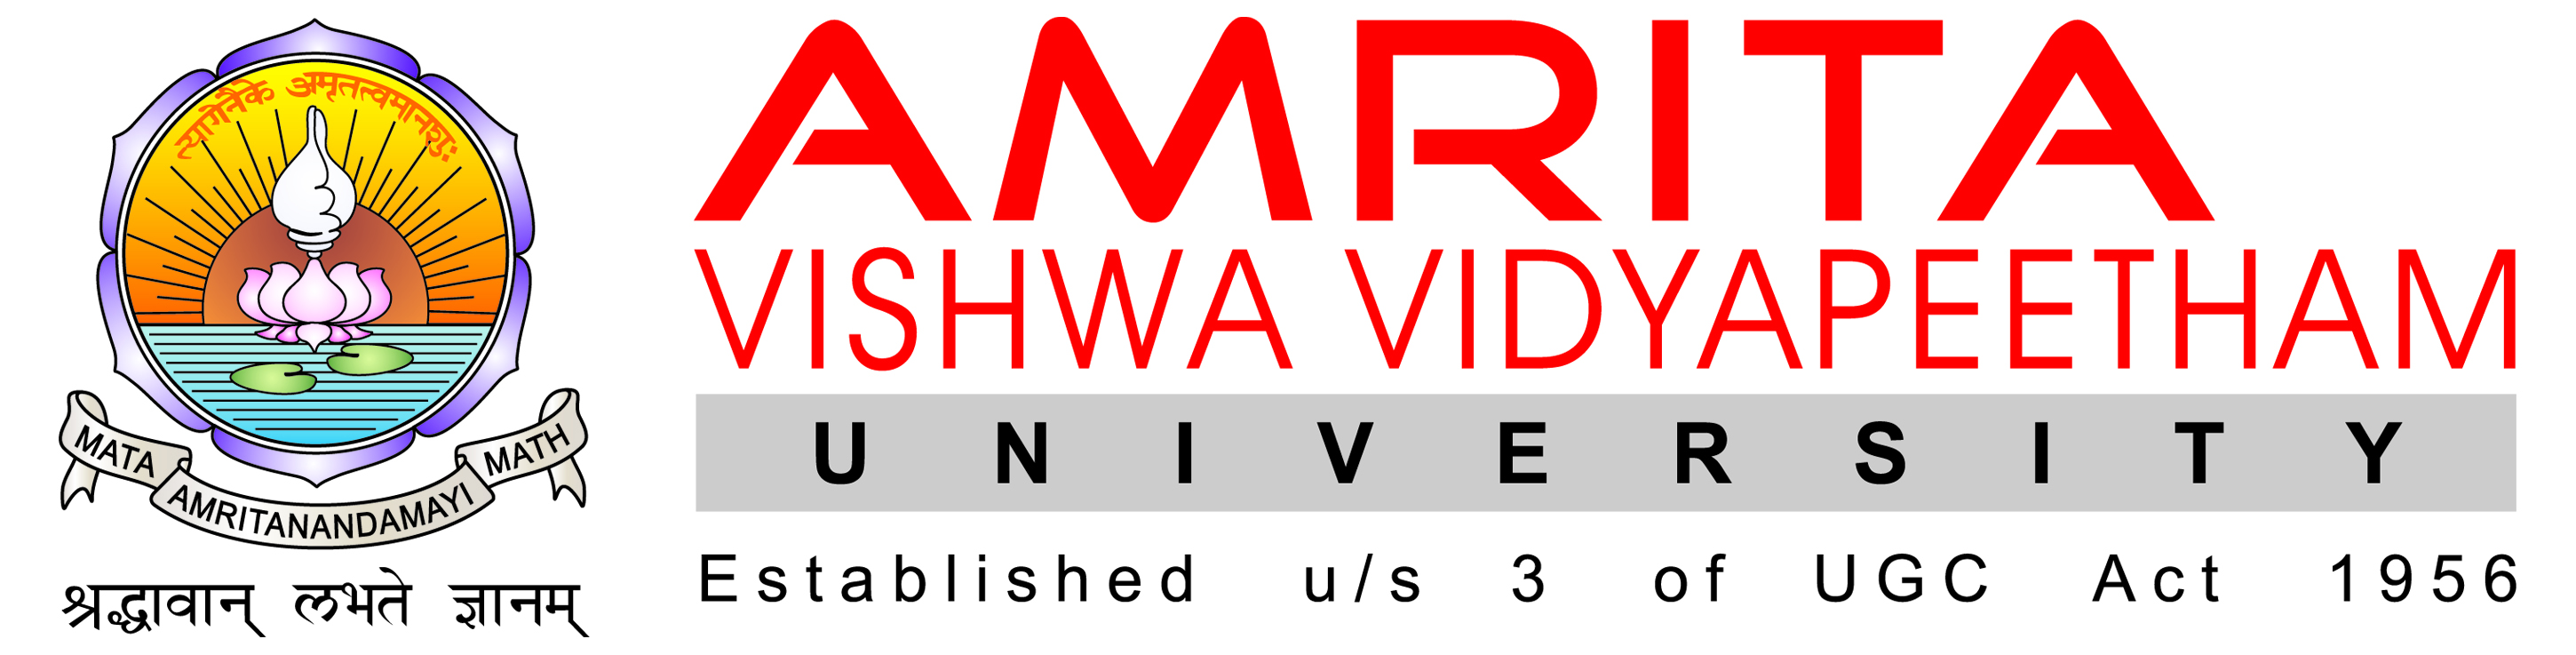 त्यागेनैके अमृतत्वमानशुः
MATA AMRITANANDAMAYI MATH
श्रद्धावान् लभते ज्ञानम्
AMRITA
VISHWA VIDYAPEETHAM
UNIVERSITY
Established u/s 3 of UGC Act 1956